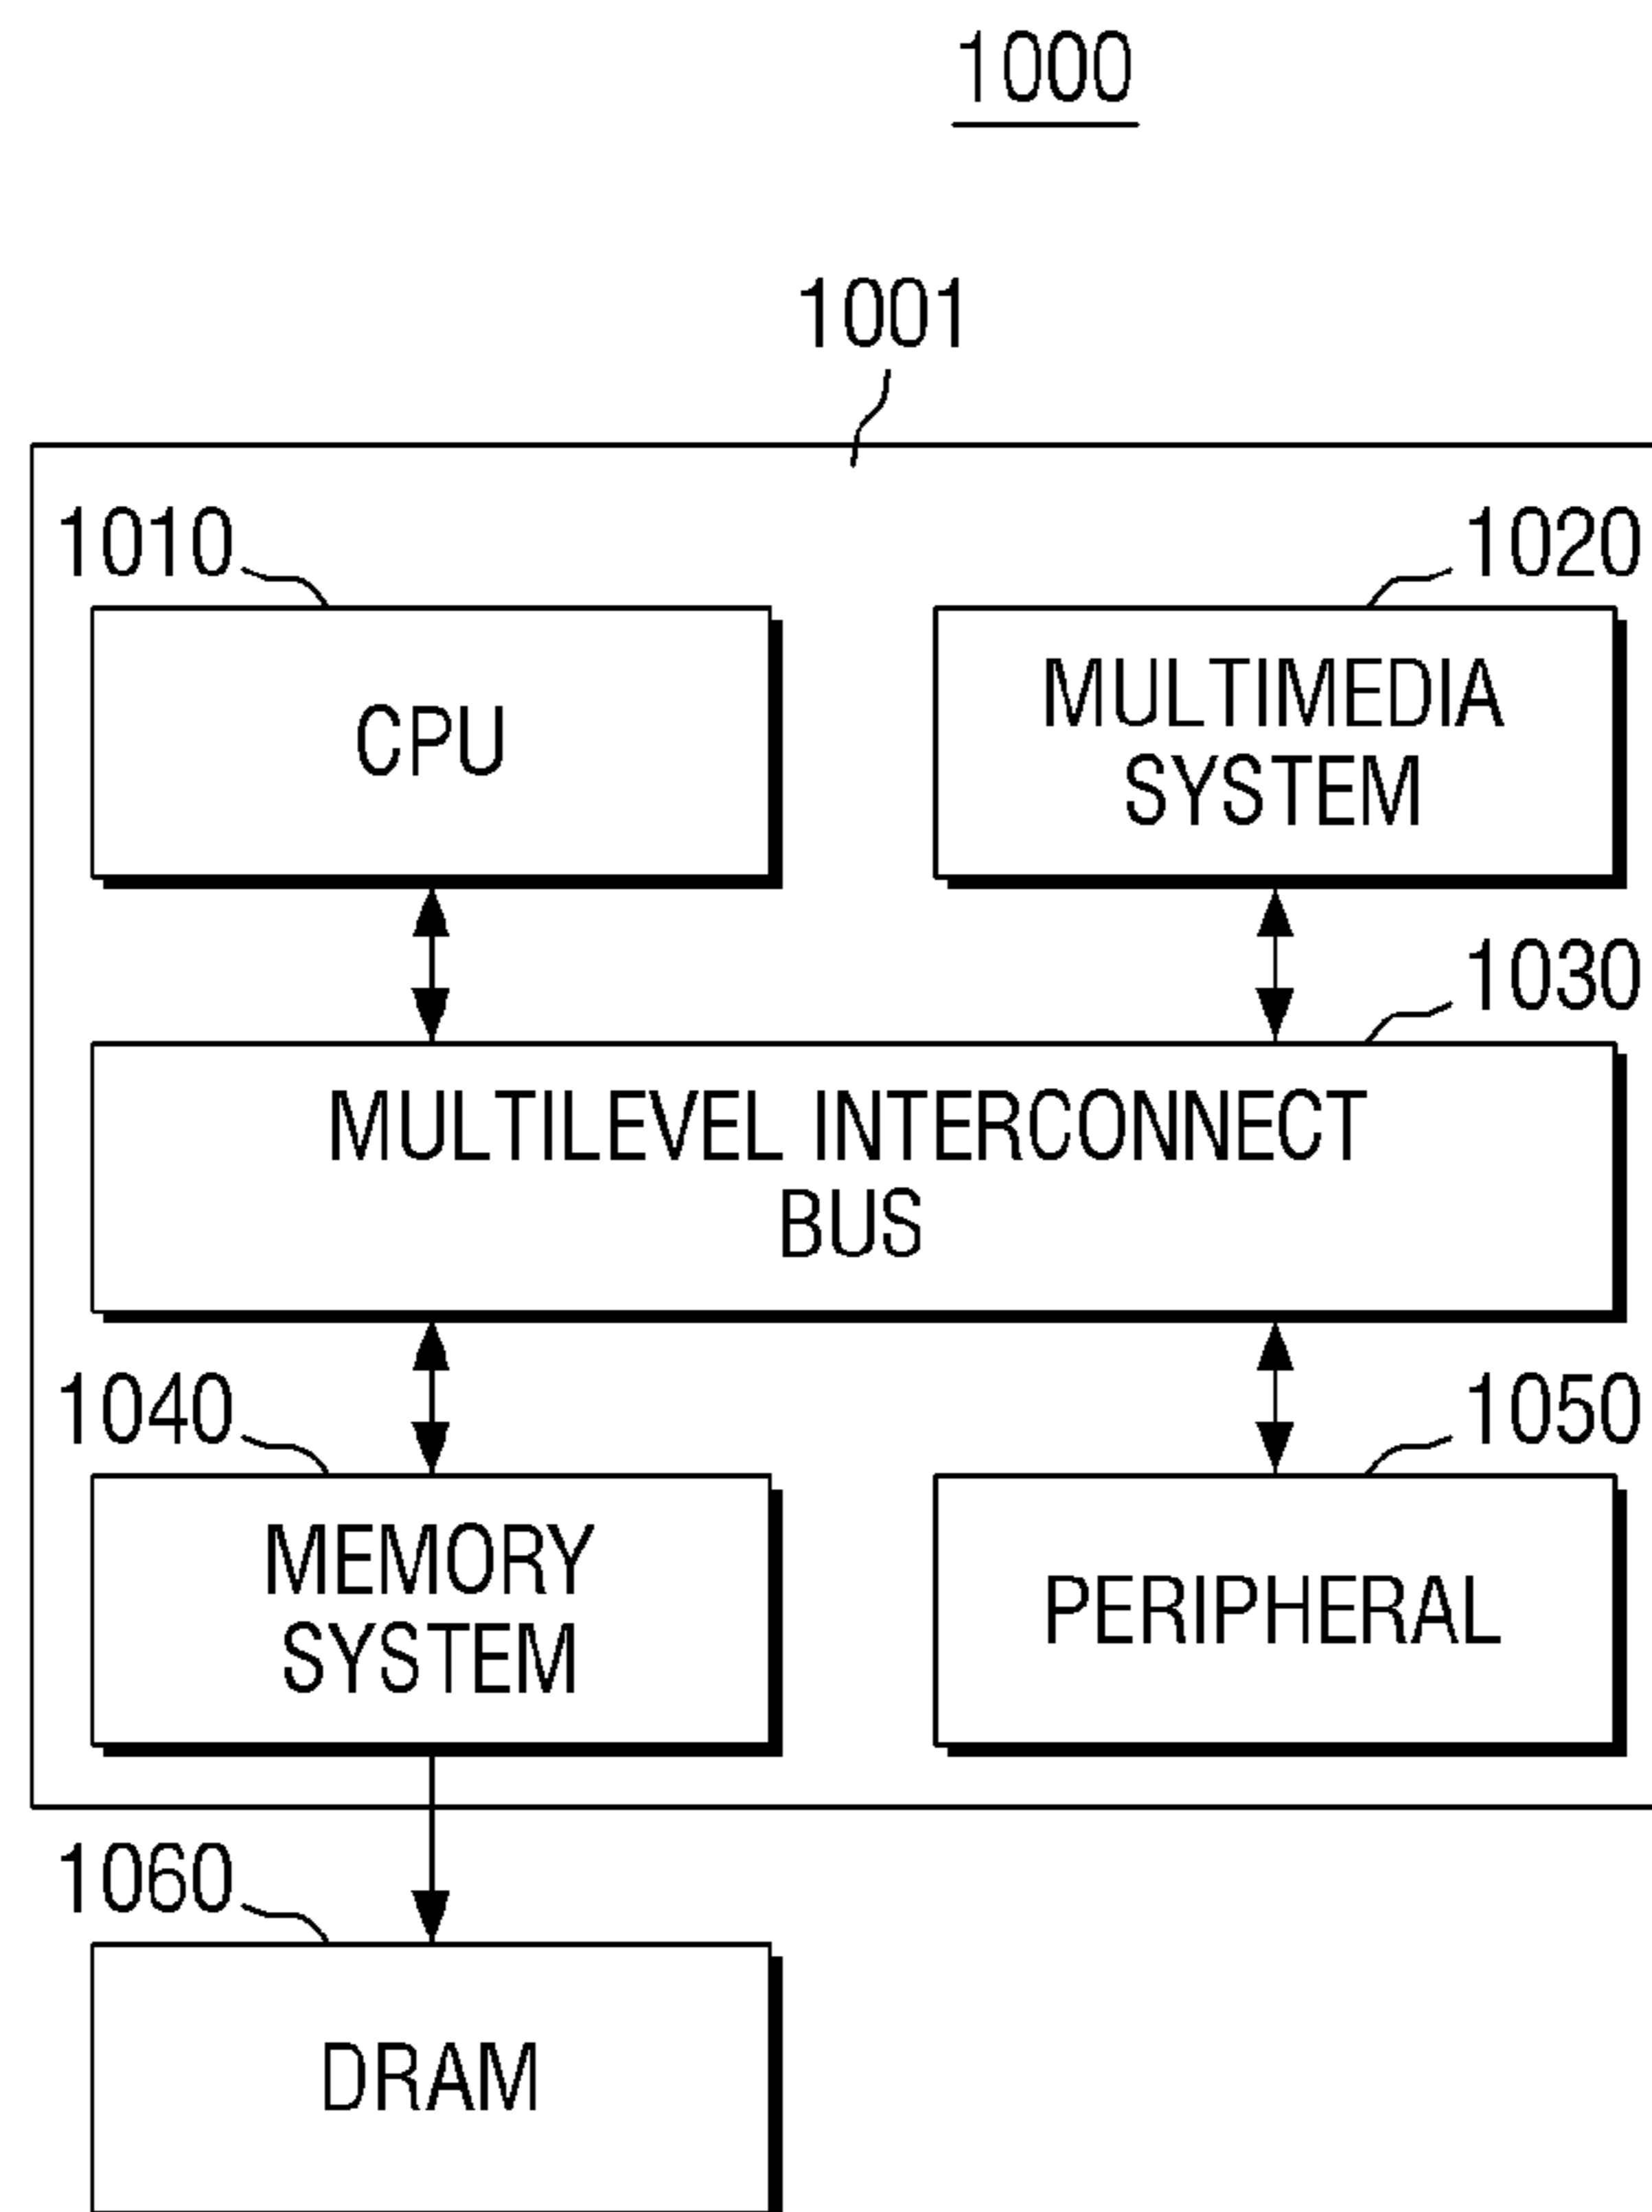 1000
1001
1010
1020
CPU
MULTIMEDIA
SYSTEM
1030
MULTILEVEL INTERCONNECT
BUS
1040
1050
MEMORY
SYSTEM
PERIPHERAL
1060
DRAM